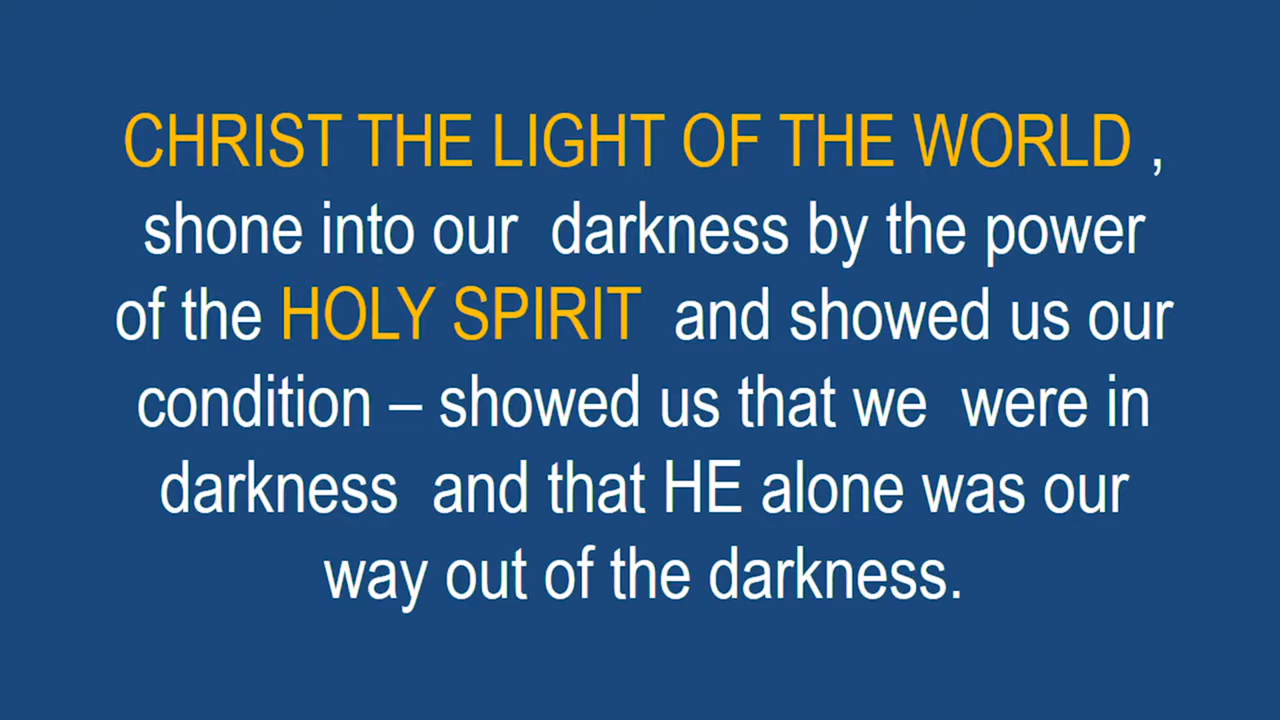 CHRIST THE LIGHT OF THE WORLD ,
shone into our  darkness by the power
of the HOLY SPIRIT  and showed us our
condition – showed us that we  were in
darkness  and that HE alone was our
way out of the darkness.